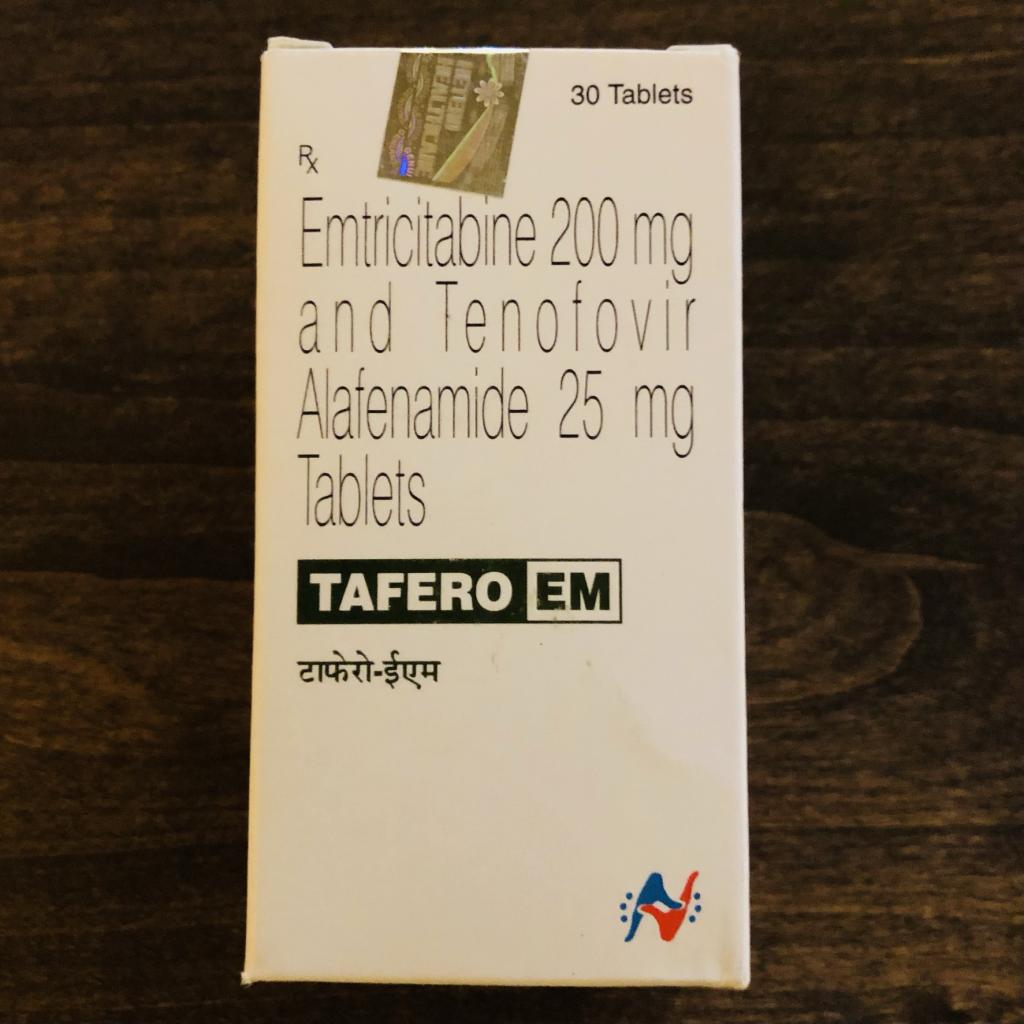 30 Tablets
Rx
Emtricitabine 200 mg
and Tenofovir
Alafenamide 25 mg
Tablets
TAFERO EM
टाफेरो-ईएम